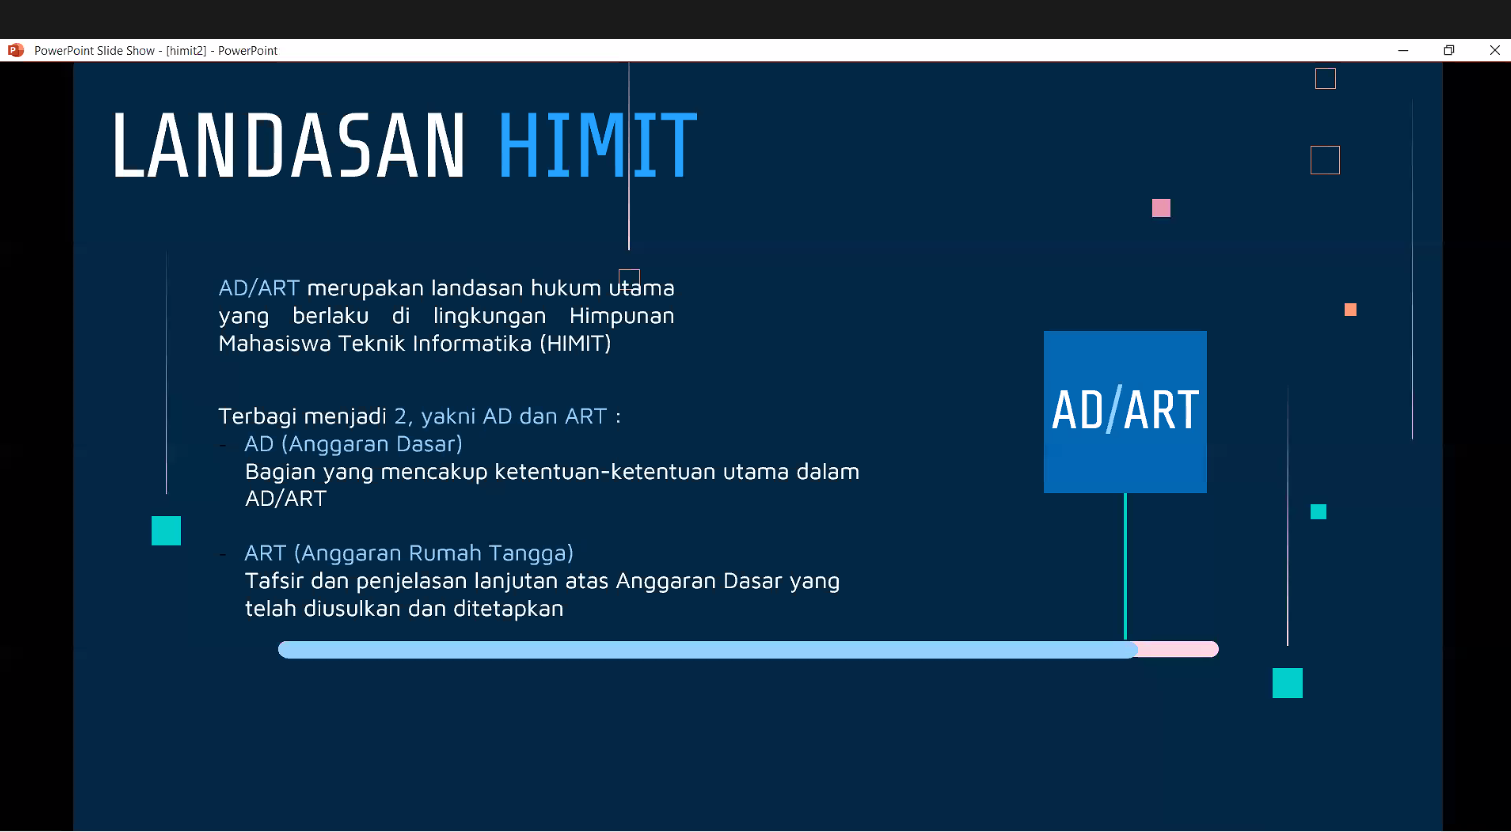 PowerPoint Slide Show - [himit2] - PowerPoint
LANDASAN HIMIT
AD/ART merupakan landasan hukum utama
yang berlaku di lingkungan Himpunan
Mahasiswa Teknik Informatika (HIMIT)
Terbagi menjadi 2, yakni AD dan ART :
- AD (Anggaran Dasar)
Bagian yang mencakup ketentuan-ketentuan utama dalam
AD/ART
- ART (Anggaran Rumah Tangga)
Tafsir dan penjelasan lanjutan atas Anggaran Dasar yang
telah diusulkan dan ditetapkan
AD/ART